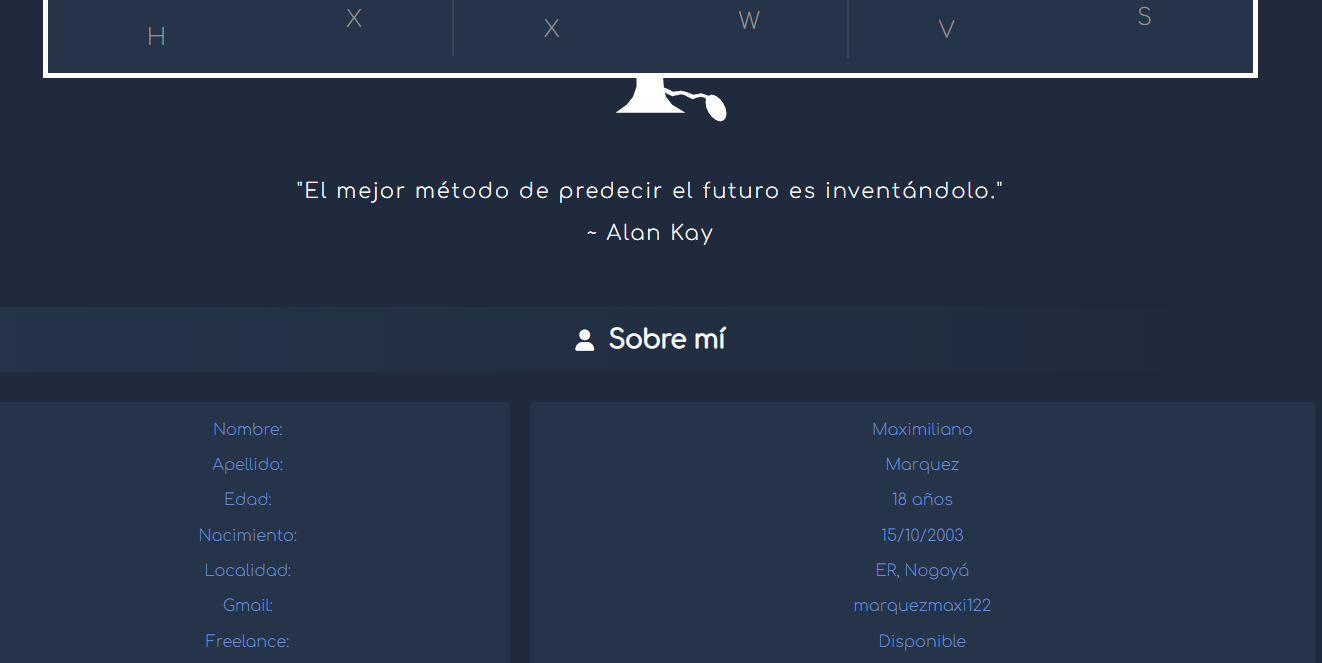 H X X W V S
"El mejor método de predecir el futuro es inventándolo."
~ Alan Kay
Sobre mí
Nombre: Maximiliano
Apellido: Marquez
Edad: 18 años
Nacimiento: 15/10/2003
Localidad: ER, Nogoyá
Gmail: marquezmaxi122
Freelance: Disponible